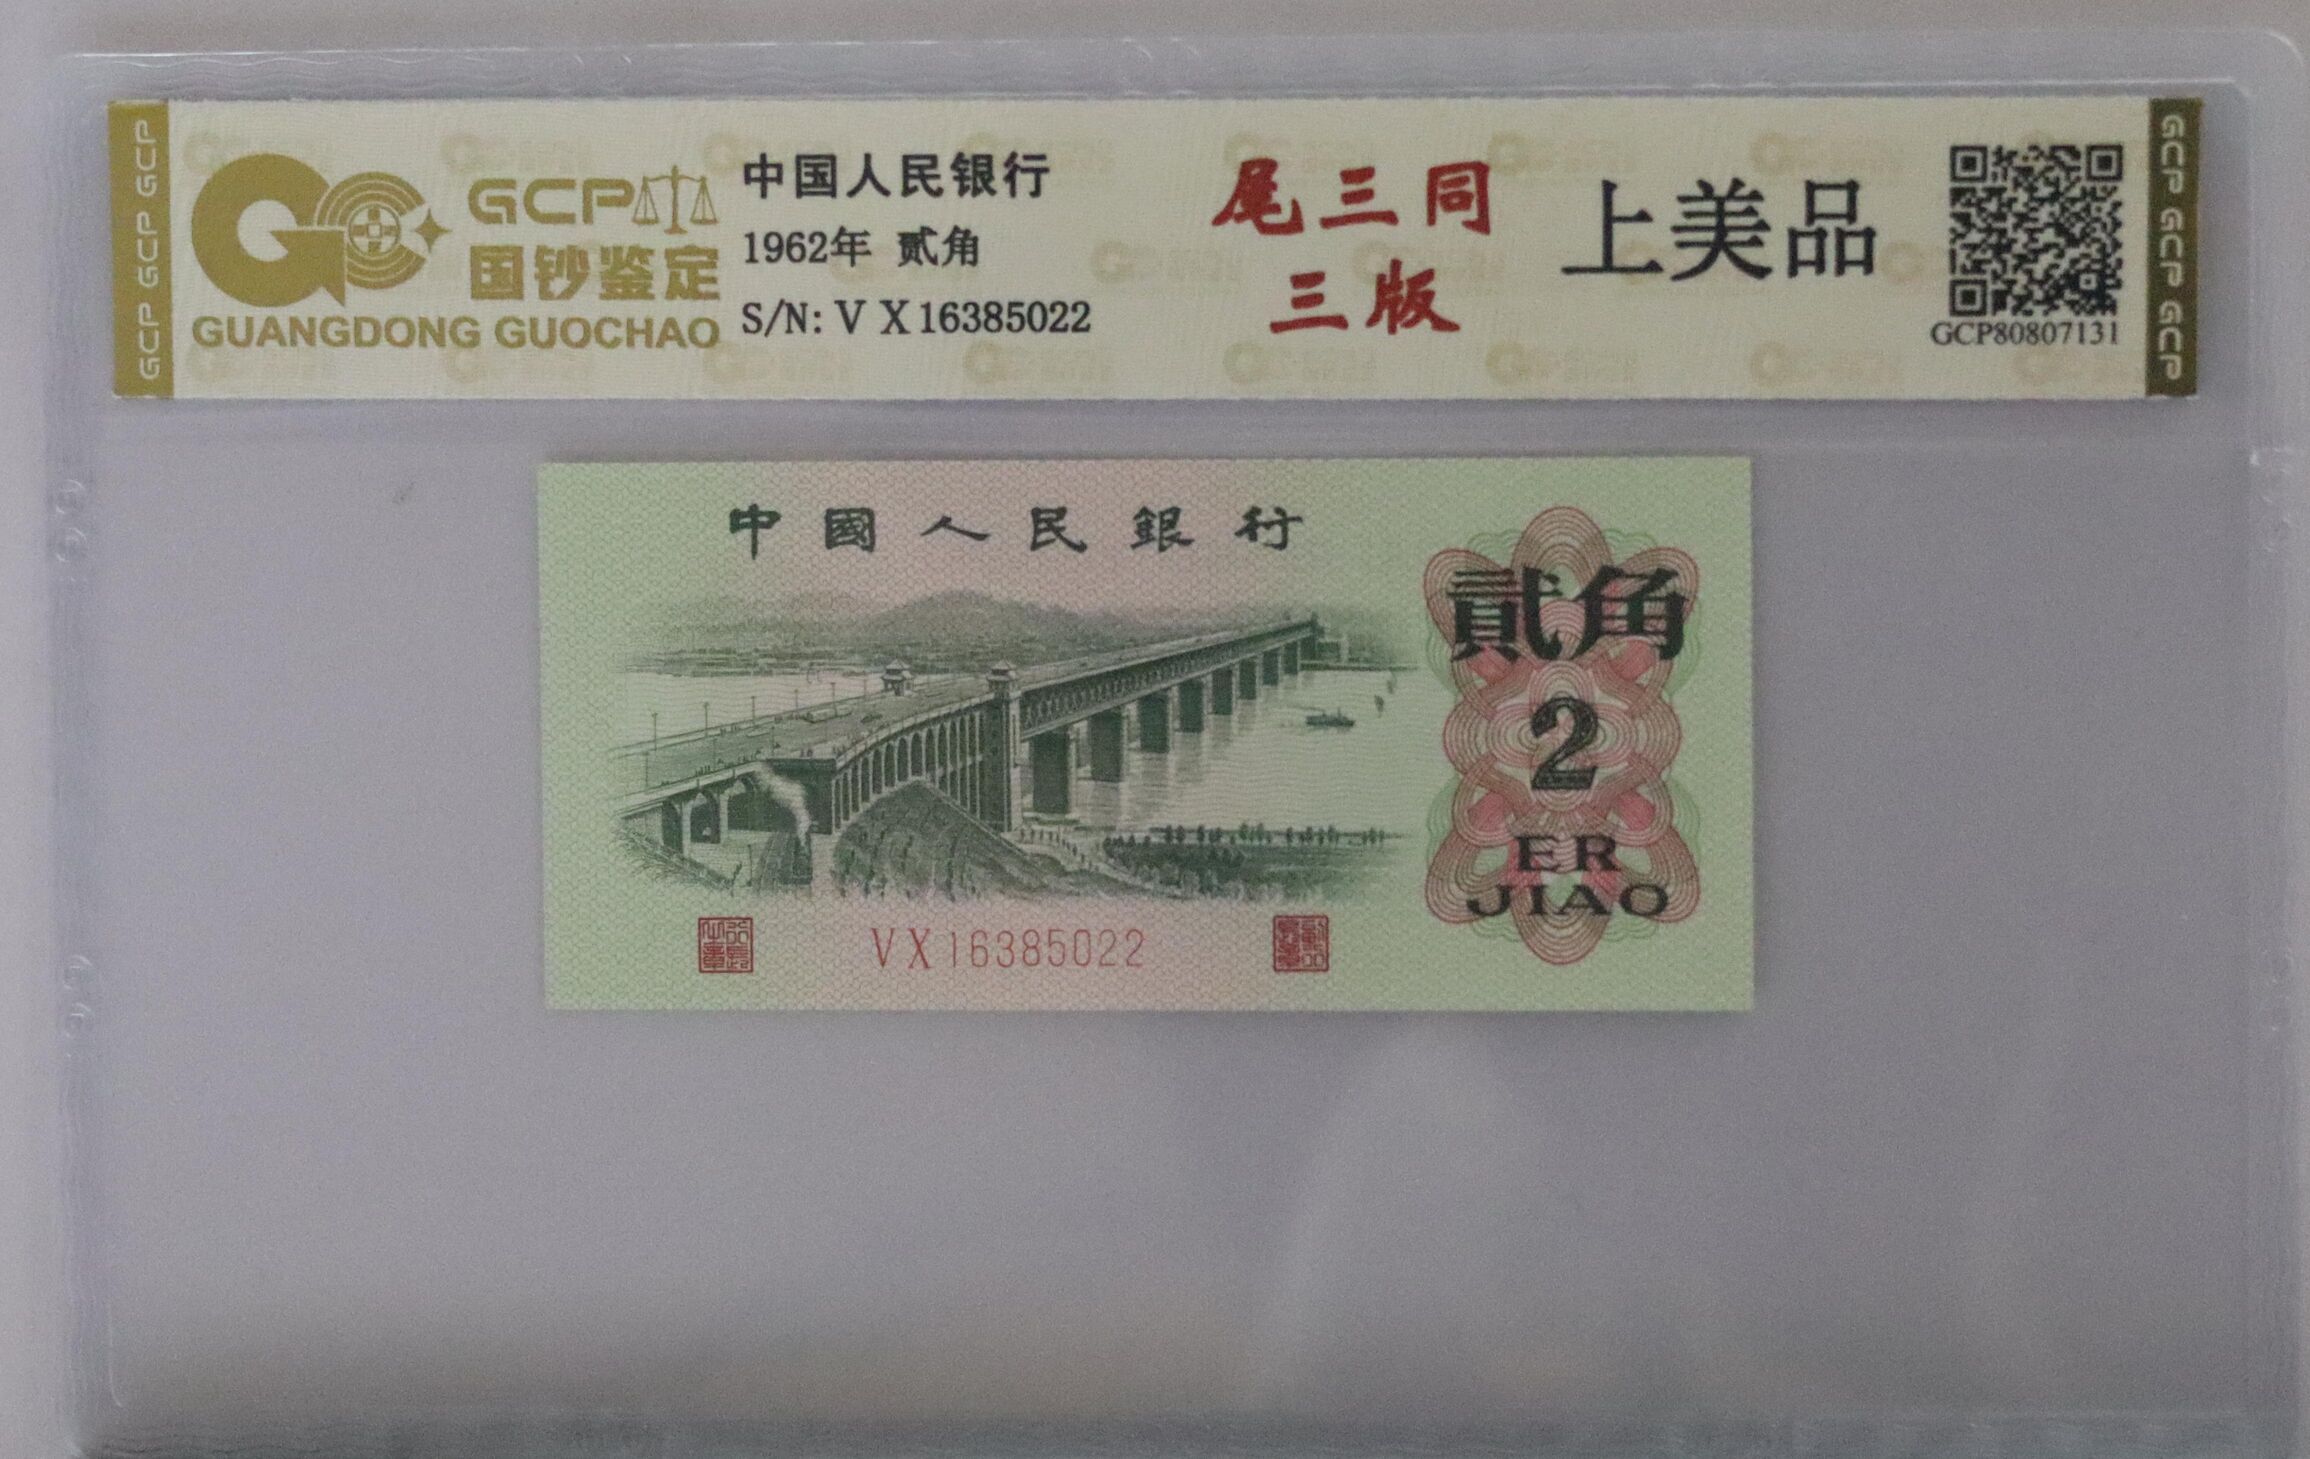 GCP GCP GCP
GCP
国钞鉴定
GUANGDONG GUOCHAO
中国人民银行
1962年 贰角
S/N: V X 16385022
尾三同
三版
上美品
GCP80807131
GCP GCP GCP
中國人民銀行
貳角
2
ER
JIAO
VX16385022